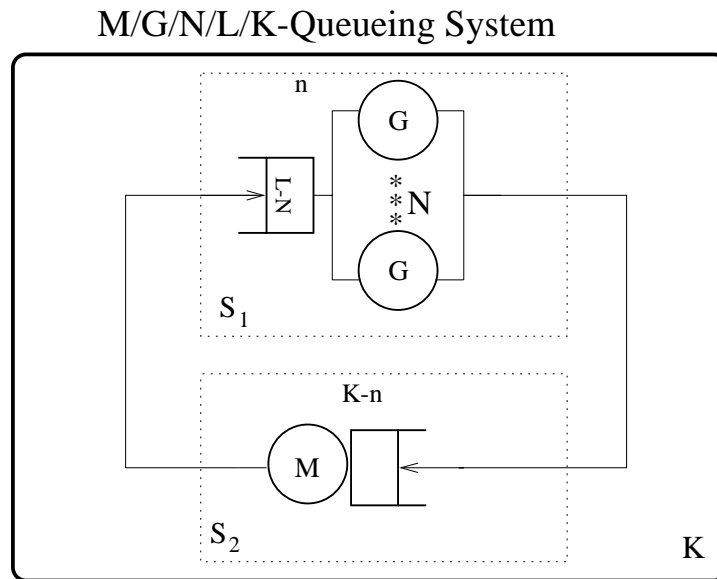 M/G/N/L/K-Queueing System
n
G
L-N
***
N
G
S1
K-n
M
S2
K